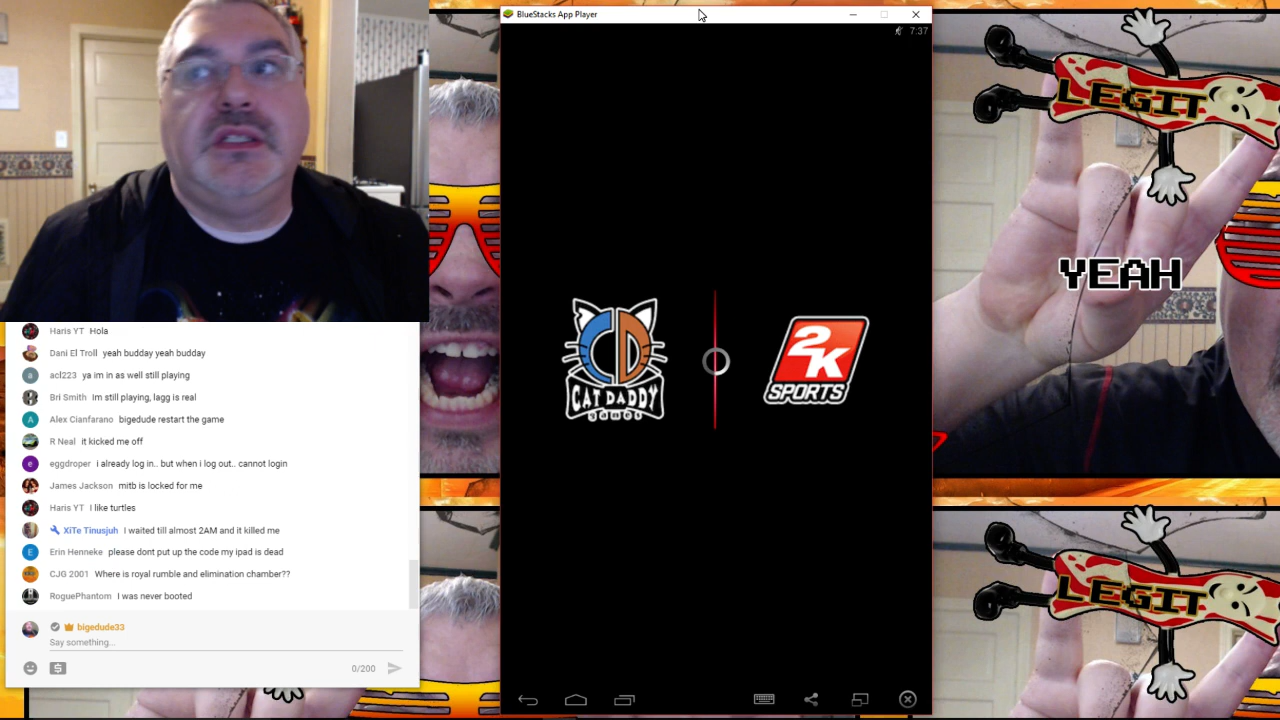 BlueStacks App Player
7:37
LEGIT
YEAH
CD
CAT DADDY
GAMES
2K
SPORTS
Haris YT Hola
Dani El Troll yeah budday yeah budday
acl223 ya im in as well still playing
Bri Smith Im still playing, lagg is real
A Alex Cianfarano bigedude restart the game
R Neal it kicked me off
e eggdroper i already log in.. but when i log out.. cannot login
James Jackson mitb is locked for me
Haris YT I like turtles
XiTe Tinusjuh I waited till almost 2AM and it killed me
E Erin Henneke please dont put up the code my ipad is dead
CJG 2001 Where is royal rumble and elimination chamber??
RoguePhantom I was never booted
bigedude33
Say something...
0/200
LEGIT